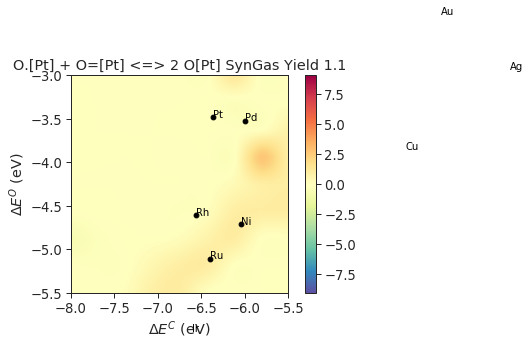 Au
Ag
O.[Pt] + O=[Pt] <=> 2 O[Pt] SynGas Yield 1.1
Cu
−3.0
−3.5
−4.0
−4.5
−5.0
−5.5
ΔE^O (eV)
Pt
Pd
Rh
Ni
Ru
−8.0 −7.5 −7.0 −6.5 −6.0 −5.5
ΔE^C (eV)
Ir
7.5
5.0
2.5
0.0
−2.5
−5.0
−7.5